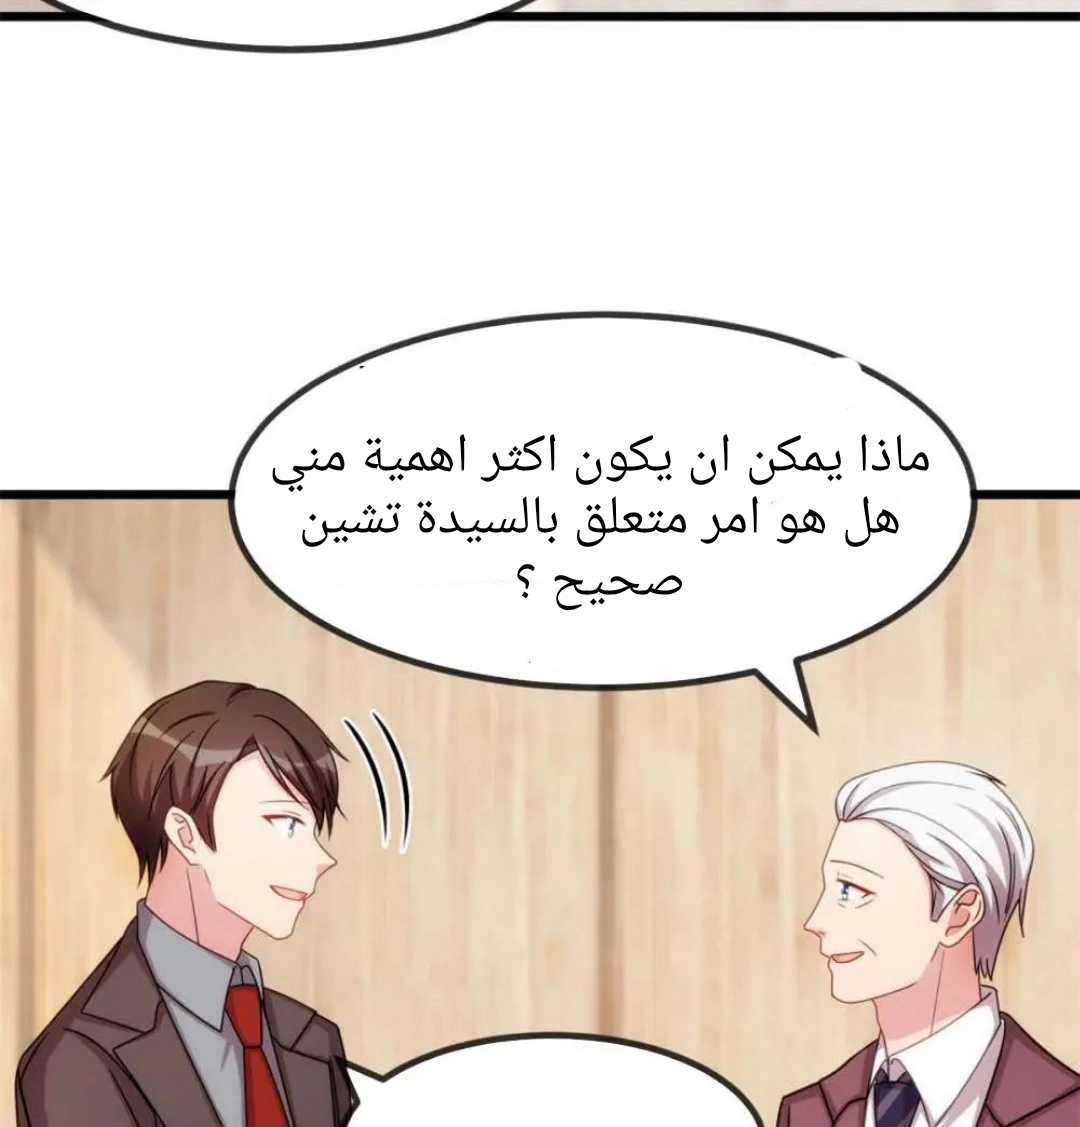 ماذا يمكن ان يكون اكثر اهمية مني
هل هو امر متعلق بالسيدة تشين
صحيح ؟